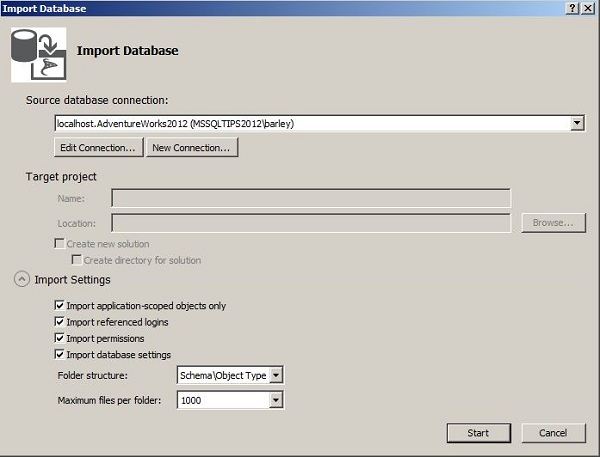 Import Database
Import Database
Source database connection:
localhost.AdventureWorks2012 (MSSQLTIPS2012\barley)
Edit Connection... New Connection...
Target project
Name:
Location: Browse...
Create new solution
Create directory for solution
Import Settings
Import application-scoped objects only
Import referenced logins
Import permissions
Import database settings
Folder structure: Schema\Object Type
Maximum files per folder: 1000
Start Cancel